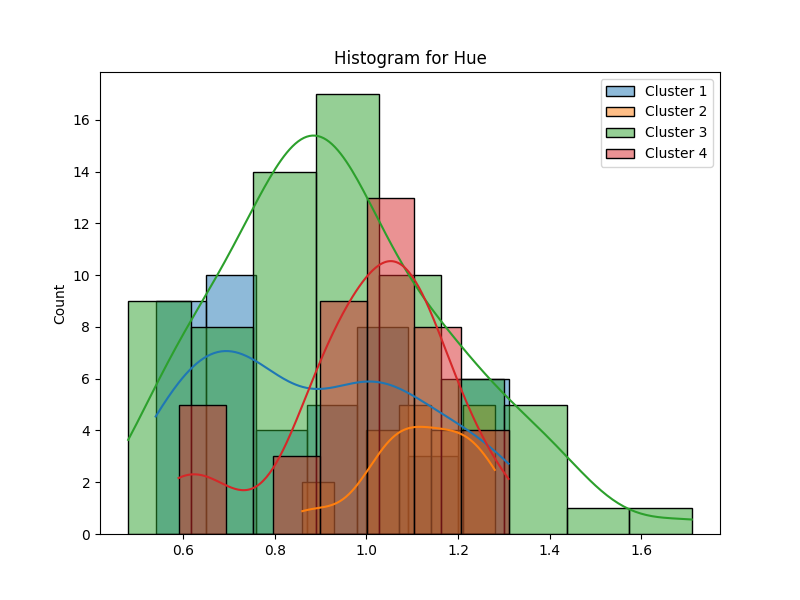 Histogram for Hue
Cluster 1
Cluster 2
Cluster 3
Cluster 4
Count
16
14
12
10
8
6
4
2
0
0.6 0.8 1.0 1.2 1.4 1.6